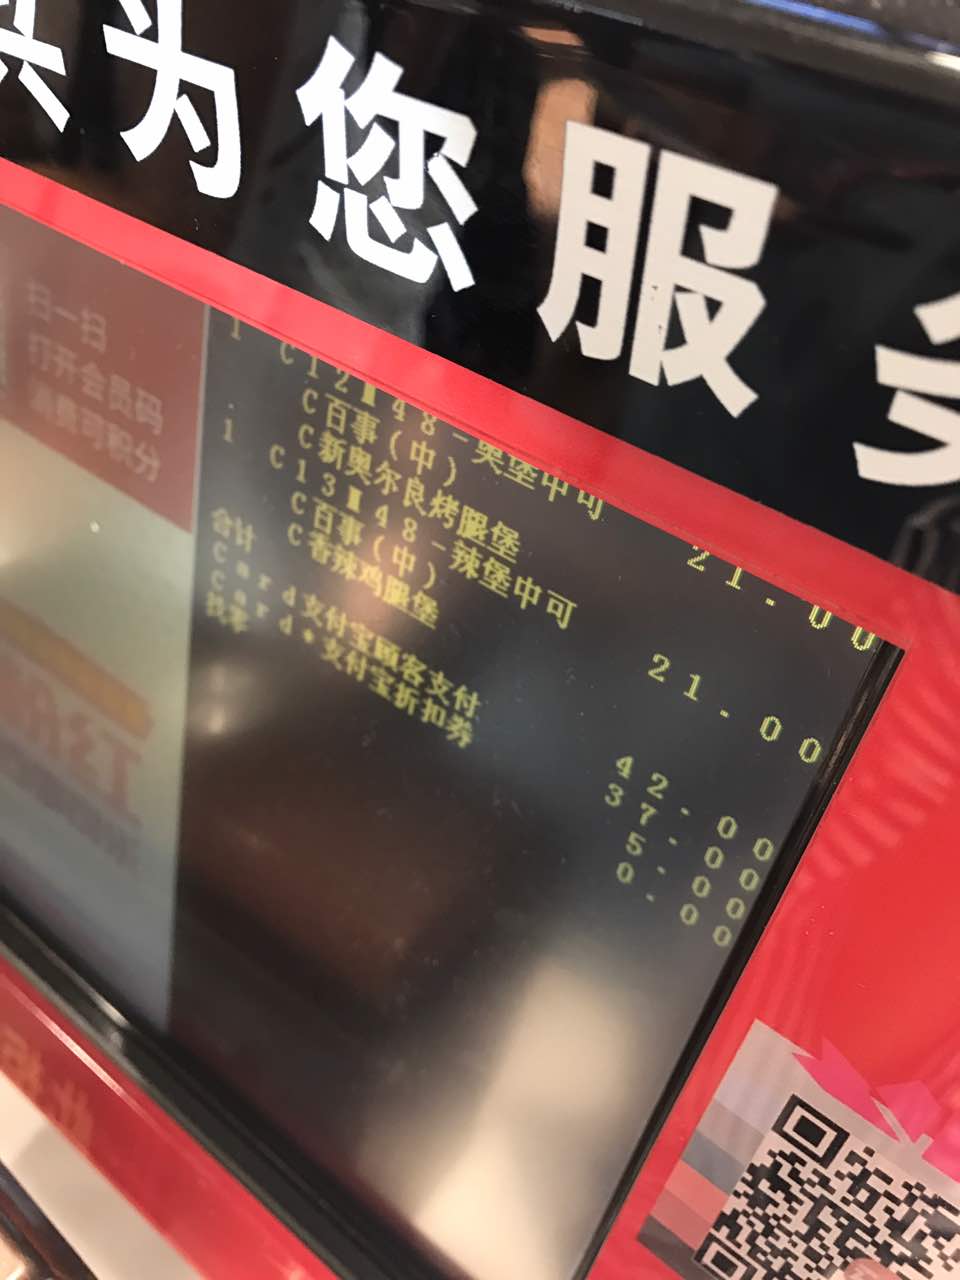 为您服务
扫一扫
打开会员码
消费可积分
1 C12 48-奥堡中可 21.00
C百事(中)
C新奥尔良烤腿堡
1 C13 48-辣堡中可 21.00
C百事(中)
C香辣鸡腿堡
合计 42.00
Card支付宝顾客支付 37.00
Card*支付宝折扣券 5.00
找零 0.00